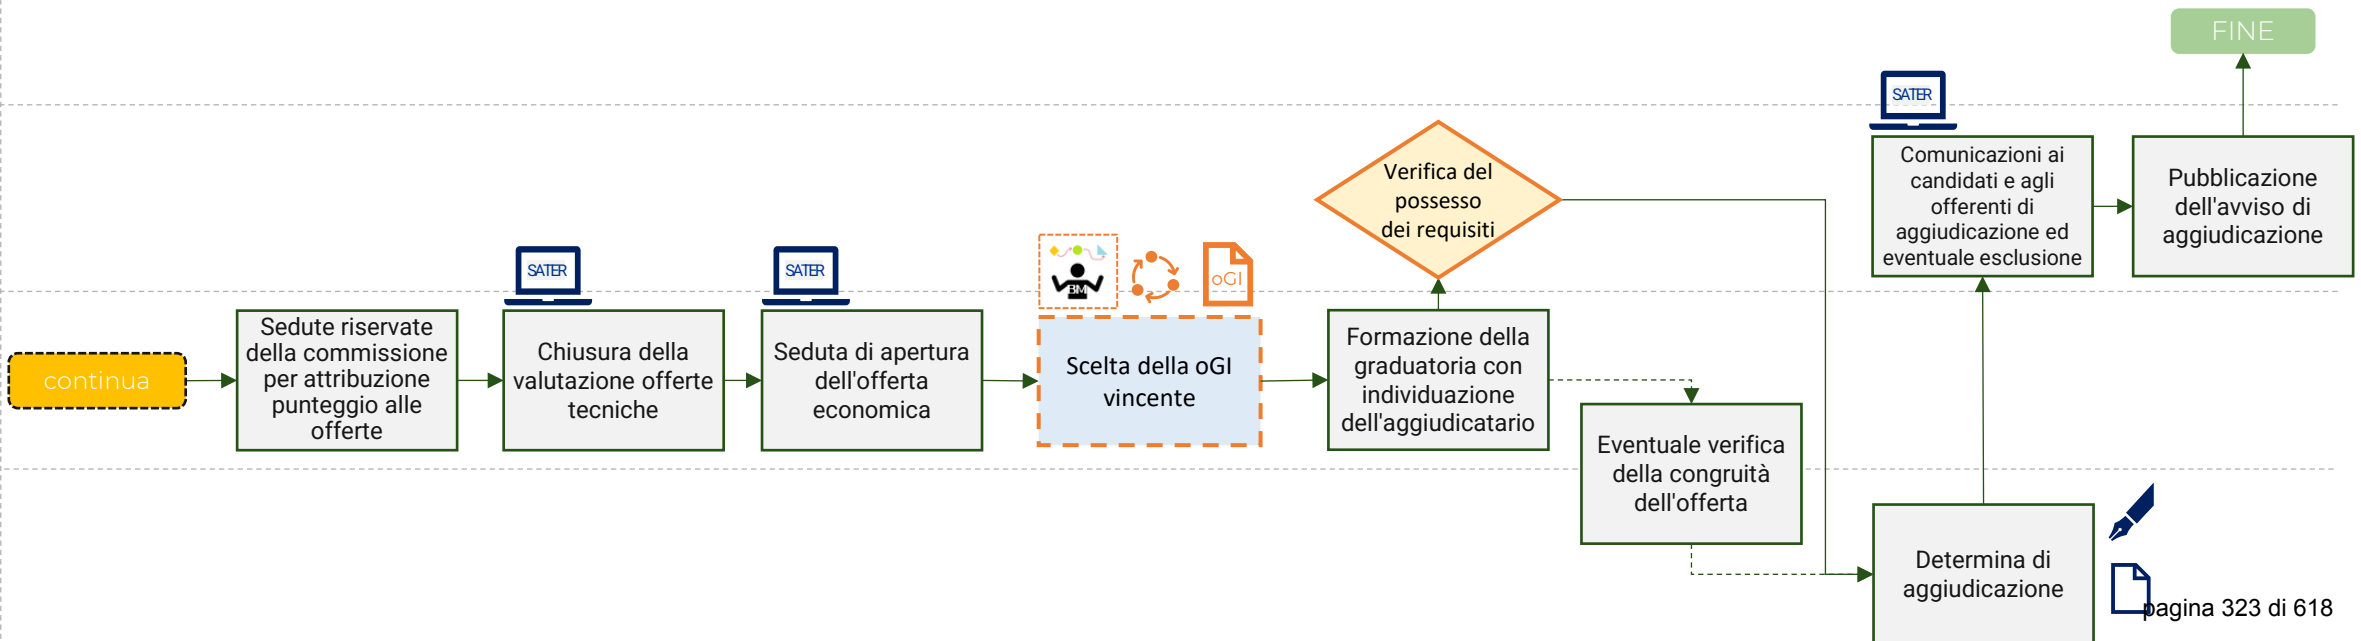 FINE
SATER
Comunicazioni ai
candidati e agli
offerenti di
aggiudicazione ed
eventuale esclusione
Pubblicazione
dell'avviso di
aggiudicazione
Verifica del
possesso
dei requisiti
SATER
SATER
BM
oGI
continua
Sedute riservate
della commissione
per attribuzione
punteggio alle
offerte
Chiusura della
valutazione offerte
tecniche
Seduta di apertura
dell'offerta
economica
Scelta della oGI
vincente
Formazione della
graduatoria con
individuazione
dell'aggiudicatario
Eventuale verifica
della congruità
dell'offerta
Determina di
aggiudicazione
pagina 323 di 618